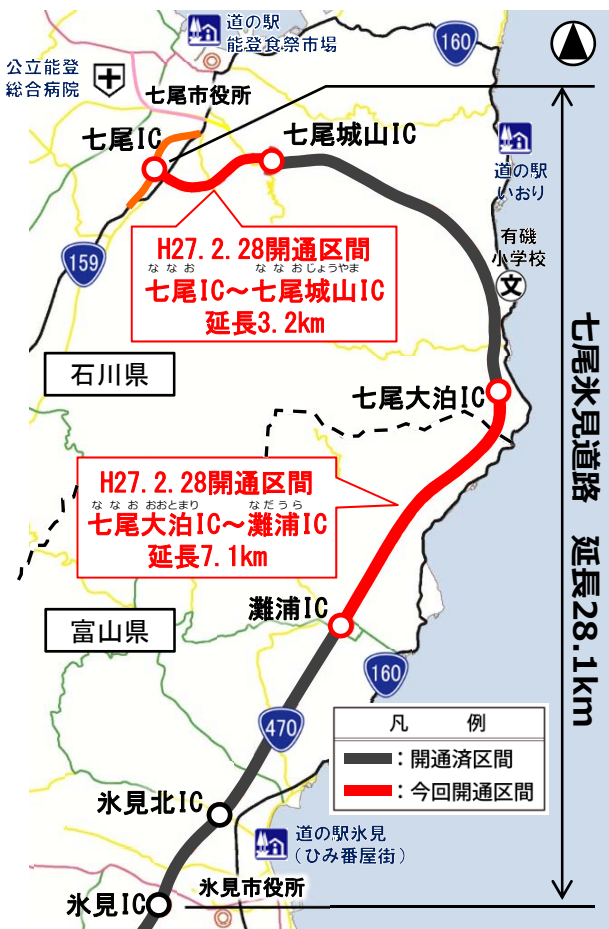 道の駅
能登食祭市場
160
公立能登
総合病院
七尾市役所
七尾IC
七尾城山IC
道の駅
いおり
有磯
小学校
文
159
H27.2.28開通区間
ななお ななおじょうやま
七尾IC～七尾城山IC
延長3.2km
石川県
七尾大泊IC
七尾氷見道路 延長28.1km
H27.2.28開通区間
ななおおおとまり なだうら
七尾大泊IC～灘浦IC
延長7.1km
灘浦IC
富山県
160
470
凡 例
：開通済区間
：今回開通区間
氷見北IC
道の駅氷見
（ひみ番屋街）
氷見市役所
氷見IC